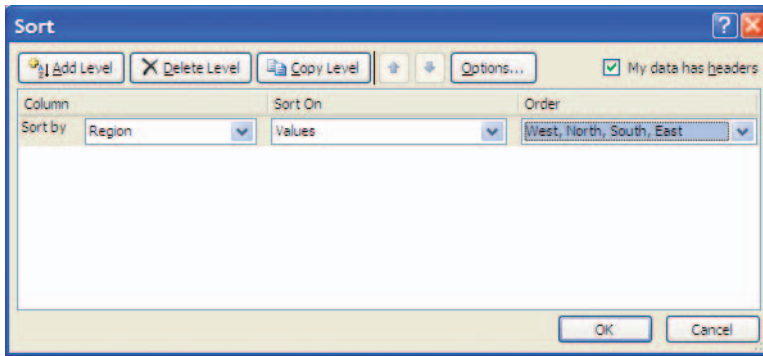 Sort
Add Level Delete Level Copy Level Options... My data has headers
Column Sort On Order
Sort by Region Values West, North, South, East
OK Cancel